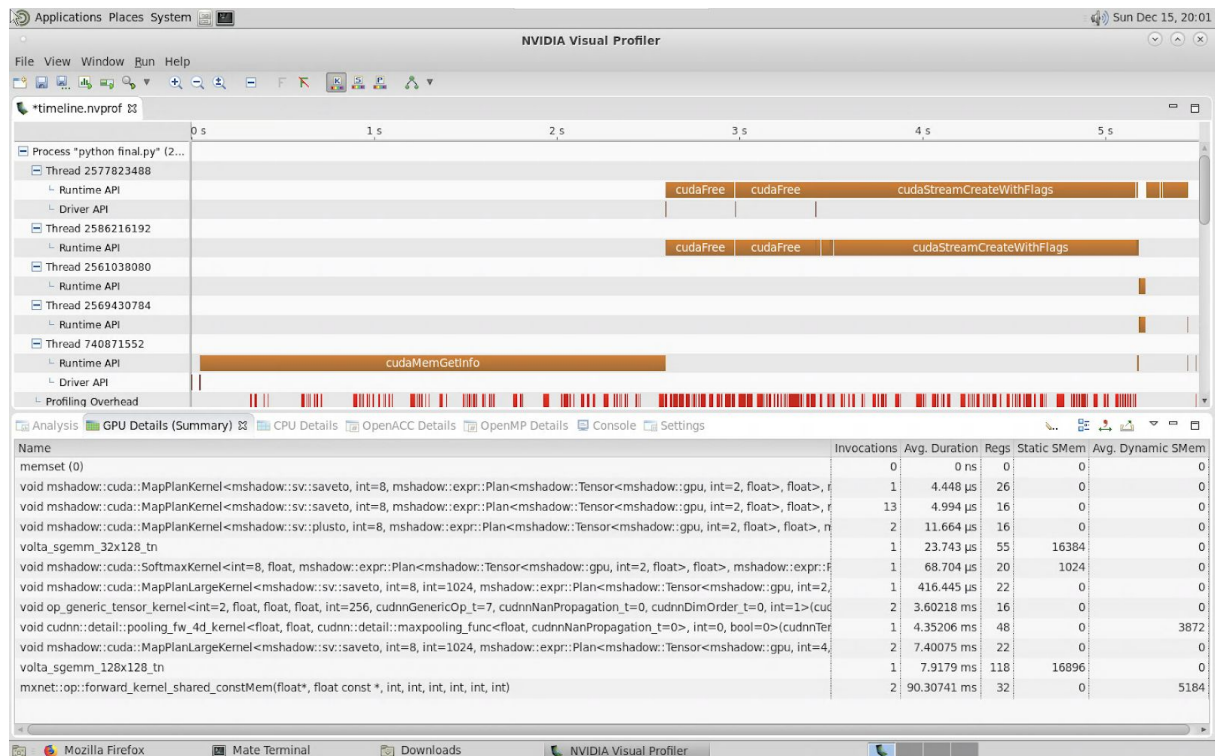 Applications Places System Sun Dec 15, 20:01
NVIDIA Visual Profiler
File View Window Run Help
*timeline.nvprof
0 s 1 s 2 s 3 s 4 s 5 s
Process "python final.py" (2...
Thread 2577823488
Runtime API cudaFree cudaFree cudaStreamCreateWithFlags
Driver API
Thread 2586216192
Runtime API cudaFree cudaFree cudaStreamCreateWithFlags
Thread 2561038080
Runtime API
Thread 2569430784
Runtime API
Thread 740871552
Runtime API cudaMemGetInfo
Driver API
Profiling Overhead
Analysis GPU Details (Summary) CPU Details OpenACC Details OpenMP Details Console Settings
Name Invocations Avg. Duration Regs Static SMem Avg. Dynamic SMem
memset (0) 0 0 ns 0 0 0
void mshadow::cuda::MapPlanKernel<mshadow::sv::saveto, int=8, mshadow::expr::Plan<mshadow::Tensor<mshadow::gpu, int=2, float>, float>, 1 4.448 µs 26 0 0
void mshadow::cuda::MapPlanKernel<mshadow::sv::saveto, int=8, mshadow::expr::Plan<mshadow::Tensor<mshadow::gpu, int=2, float>, float>, 13 4.994 µs 16 0 0
void mshadow::cuda::MapPlanKernel<mshadow::sv::plusto, int=8, mshadow::expr::Plan<mshadow::Tensor<mshadow::gpu, int=2, float>, float>, 2 11.664 µs 16 0 0
volta_sgemm_32x128_tn 1 23.743 µs 55 16384 0
void mshadow::cuda::SoftmaxKernel<int=8, float, mshadow::expr::Plan<mshadow::Tensor<mshadow::gpu, int=2, float>, float>, mshadow::expr:: 1 68.704 µs 20 1024 0
void mshadow::cuda::MapPlanLargeKernel<mshadow::sv::saveto, int=8, int=1024, mshadow::expr::Plan<mshadow::Tensor<mshadow::gpu, int=2, 1 416.445 µs 22 0 0
void op_generic_tensor_kernel<int=2, float, float, float, int=256, cudnnGenericOp_t=7, cudnnNanPropagation_t=0, cudnnDimOrder_t=0, int=1>(cud 2 3.60218 ms 16 0 0
void cudnn::detail::pooling_fw_4d_kernel<float, float, cudnn::detail::maxpooling_func<float, cudnnNanPropagation_t=0>, int=0, bool=0>(cudnnTer 1 4.35206 ms 48 0 3872
void mshadow::cuda::MapPlanLargeKernel<mshadow::sv::saveto, int=8, int=1024, mshadow::expr::Plan<mshadow::Tensor<mshadow::gpu, int=4, 2 7.40075 ms 22 0 0
volta_sgemm_128x128_tn 1 7.9179 ms 118 16896 0
mxnet::op::forward_kernel_shared_constMem(float*, float const *, int, int, int, int, int, int) 2 90.30741 ms 32 0 5184
Mozilla Firefox Mate Terminal Downloads NVIDIA Visual Profiler